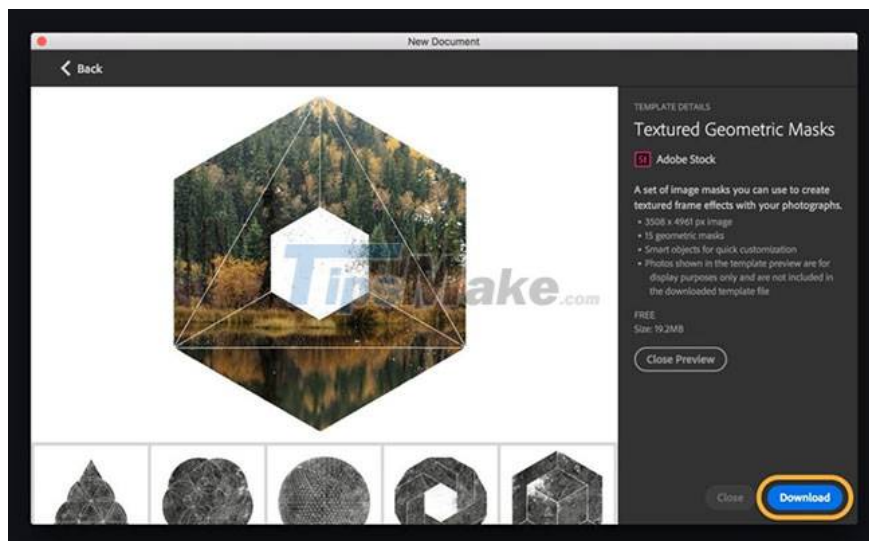 New Document
Back
TEMPLATE DETAILS
Textured Geometric Masks
St Adobe Stock
A set of image masks you can use to create
textured frame effects with your photographs.
• 3508 x 4961 px image
• 15 geometric masks
• Smart objects for quick customization
• Photos shown in the template preview are for
display purposes only and are not included in
the downloaded template file
FREE
Size: 19.2MB
Close Preview
TipsMake.com
Close
Download